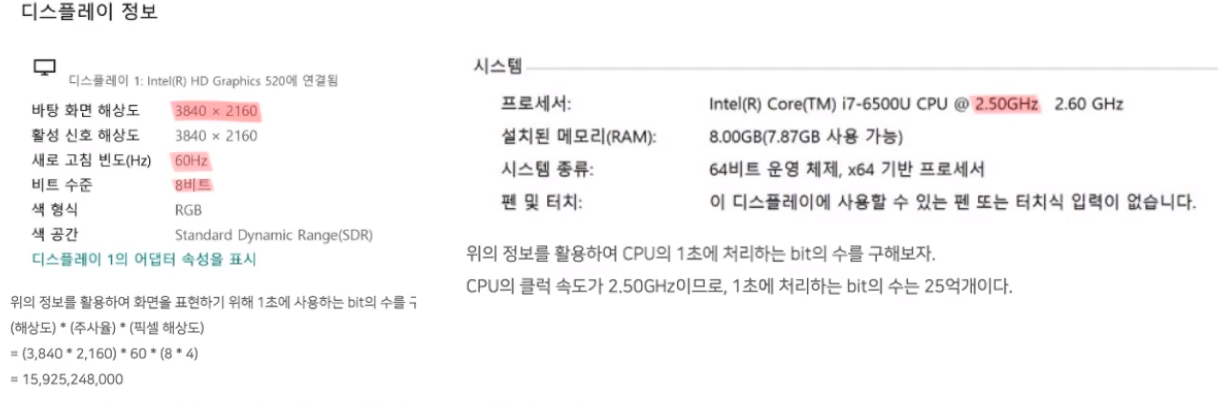 디스플레이 정보
디스플레이 1: Intel(R) HD Graphics 520에 연결됨
바탕 화면 해상도 3840 × 2160
활성 신호 해상도 3840 × 2160
새로 고침 빈도(Hz) 60Hz
비트 수준 8비트
색 형식 RGB
색 공간 Standard Dynamic Range(SDR)
디스플레이 1의 어댑터 속성을 표시
위의 정보를 활용하여 화면을 표현하기 위해 1초에 사용하는 bit의 수를
(해상도) * (주사율) * (픽셀 해상도)
= (3,840 * 2,160) * 60 * (8 * 4)
= 15,925,248,000
시스템
프로세서: Intel(R) Core(TM) i7-6500U CPU @ 2.50GHz 2.60 GHz
설치된 메모리(RAM): 8.00GB(7.87GB 사용 가능)
시스템 종류: 64비트 운영 체제, x64 기반 프로세서
펜 및 터치: 이 디스플레이에 사용할 수 있는 펜 또는 터치식 입력이 없습니다.
위의 정보를 활용하여 CPU의 1초에 처리하는 bit의 수를 구해보자.
CPU의 클럭 속도가 2.50GHz이므로, 1초에 처리하는 bit의 수는 25억개이다.